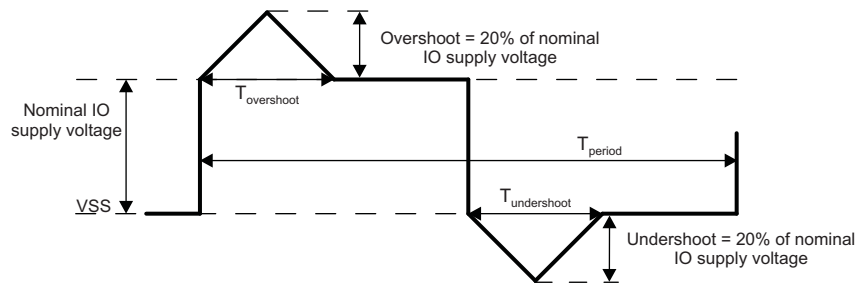 Overshoot = 20% of nominal
IO supply voltage
Nominal IO
supply voltage
Tovershoot
Tperiod
VSS
Tundershoot
Undershoot = 20% of nominal
IO supply voltage